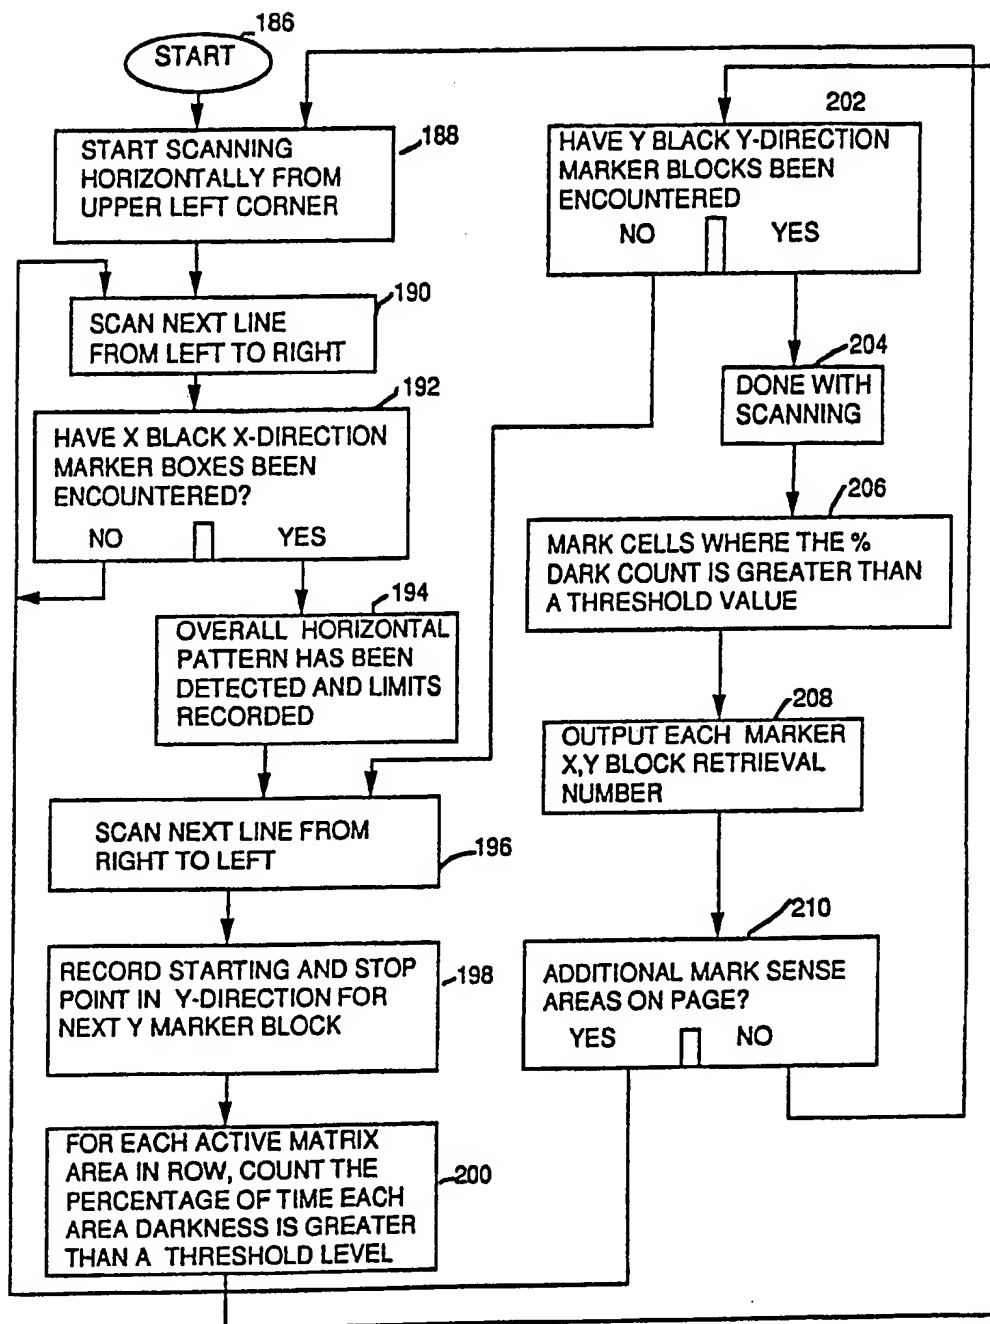 186
START
188
START SCANNING
HORIZONTALLY FROM
UPPER LEFT CORNER
190
SCAN NEXT LINE
FROM LEFT TO RIGHT
192
HAVE X BLACK X-DIRECTION
MARKER BOXES BEEN
ENCOUNTERED?
NO YES
194
OVERALL HORIZONTAL
PATTERN HAS BEEN
DETECTED AND LIMITS
RECORDED
SCAN NEXT LINE FROM
RIGHT TO LEFT
196
RECORD STARTING AND STOP
POINT IN Y-DIRECTION FOR
NEXT Y MARKER BLOCK
198
FOR EACH ACTIVE MATRIX
AREA IN ROW, COUNT THE
PERCENTAGE OF TIME EACH
AREA DARKNESS IS GREATER
THAN A THRESHOLD LEVEL
200
202
HAVE Y BLACK Y-DIRECTION
MARKER BLOCKS BEEN
ENCOUNTERED
NO YES
204
DONE WITH
SCANNING
206
MARK CELLS WHERE THE %
DARK COUNT IS GREATER THAN
A THRESHOLD VALUE
208
OUTPUT EACH MARKER
X,Y BLOCK RETRIEVAL
NUMBER
210
ADDITIONAL MARK SENSE
AREAS ON PAGE?
YES NO